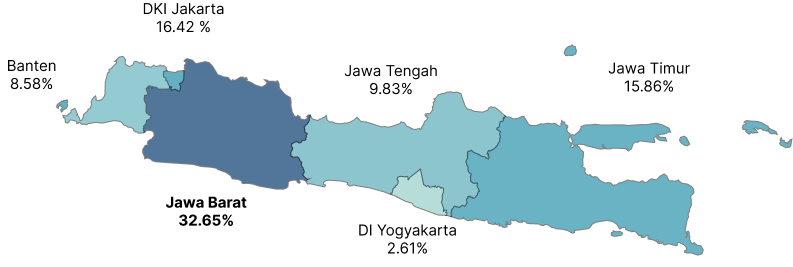 DKI Jakarta
16.42 %
Banten
8.58%
Jawa Tengah
9.83%
Jawa Timur
15.86%
Jawa Barat
32.65%
DI Yogyakarta
2.61%